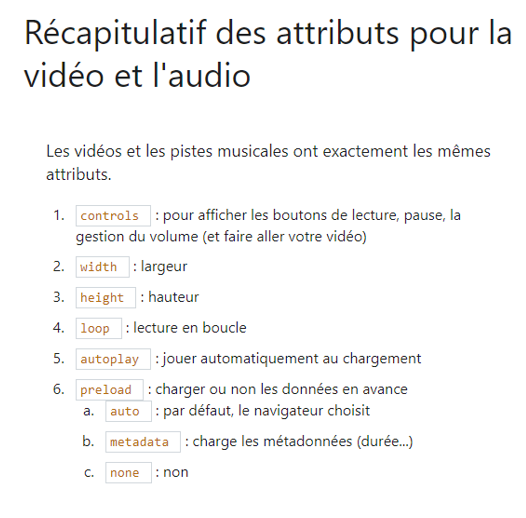 Récapitulatif des attributs pour la
vidéo et l'audio
Les vidéos et les pistes musicales ont exactement les mêmes
attributs.
1. controls : pour afficher les boutons de lecture, pause, la
gestion du volume (et faire aller votre vidéo)
2. width : largeur
3. height : hauteur
4. loop : lecture en boucle
5. autoplay : jouer automatiquement au chargement
6. preload : charger ou non les données en avance
a. auto : par défaut, le navigateur choisit
b. metadata : charge les métadonnées (durée...)
c. none : non